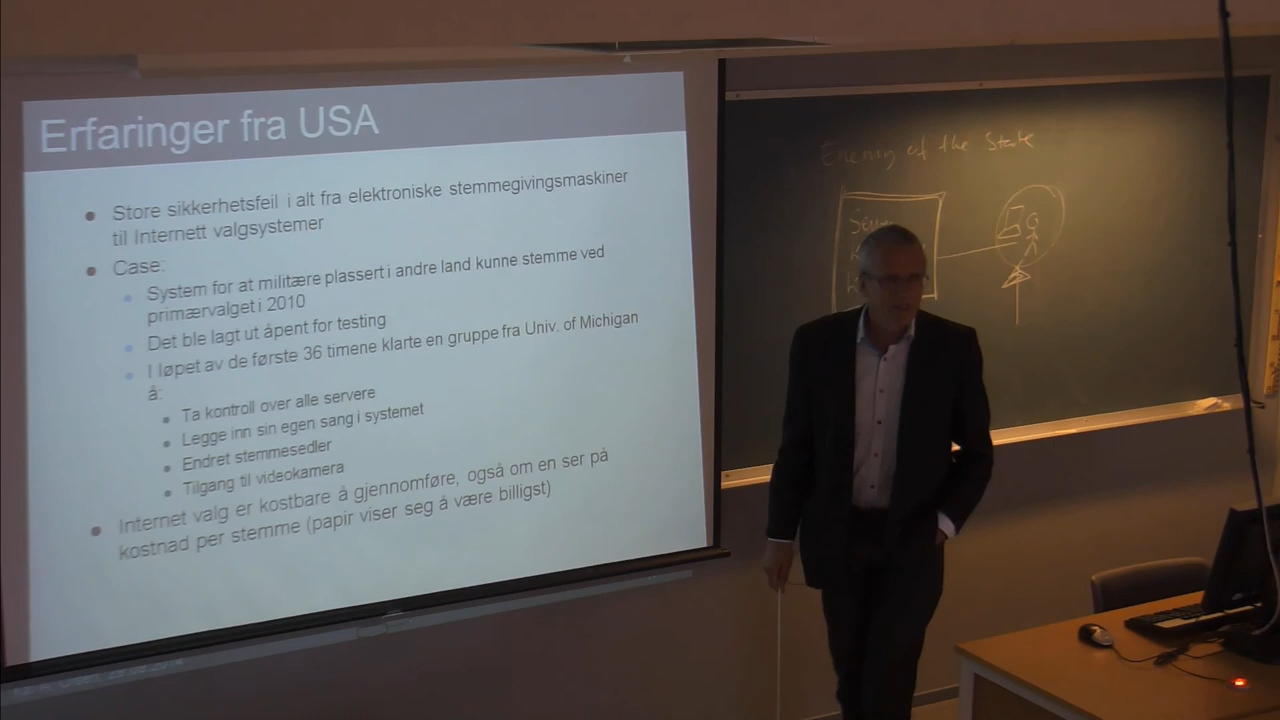 Erfaringer fra USA
Store sikkerhetsfeil i alt fra elektroniske stemmegivingsmaskiner
til Internett valgsystemer
Case:
System for at militære plassert i andre land kunne stemme ved
primærvalget i 2010
Det ble lagt ut åpent for testing
I løpet av de første 36 timene klarte en gruppe fra Univ. of Michigan
å:
Ta kontroll over alle servere
Legge inn sin egen sang i systemet
Endret stemmesedler
Tilgang til videokamera
Internet valg er kostbare å gjennomføre, også om en ser på
kostnad per stemme (papir viser seg å være billigst)
Enemy of the State